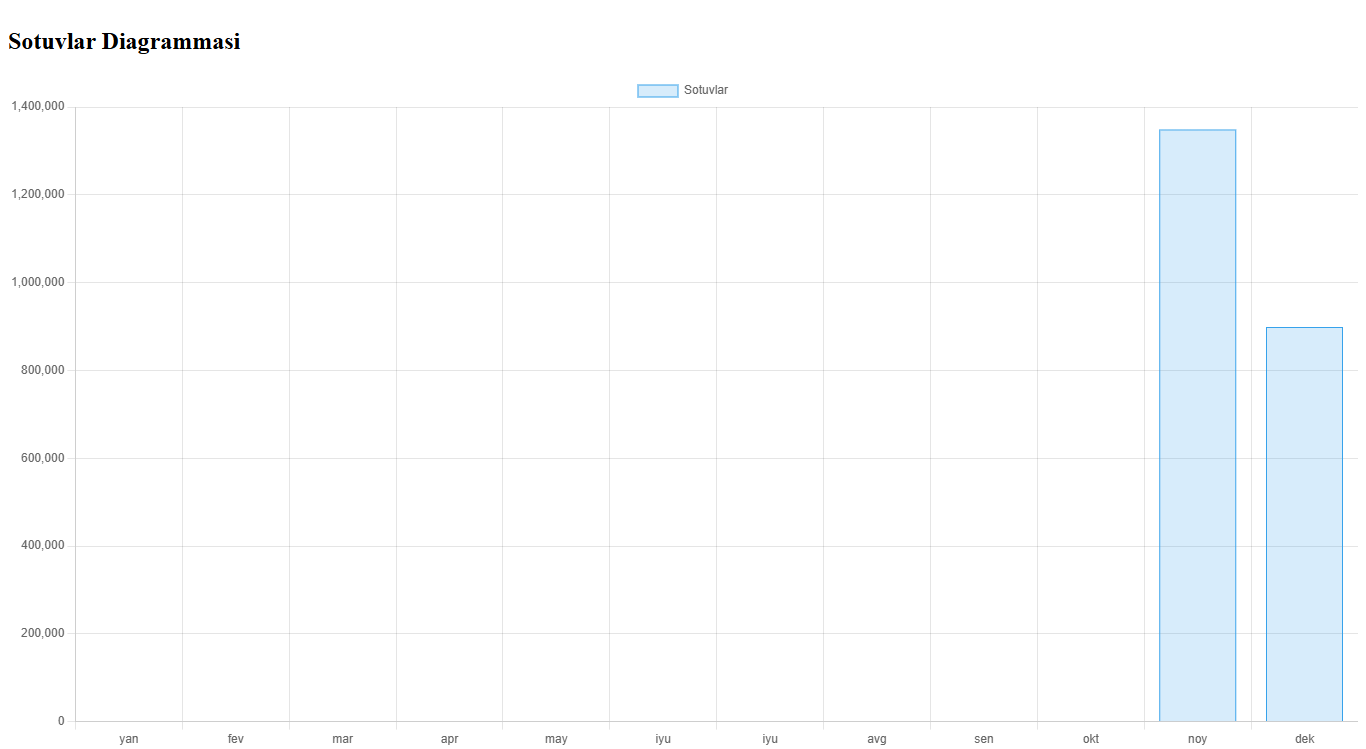 Sotuvlar Diagrammasi
Sotuvlar
1,400,000
1,200,000
1,000,000
800,000
600,000
400,000
200,000
0
yan fev mar apr may iyu iyu avg sen okt noy dek